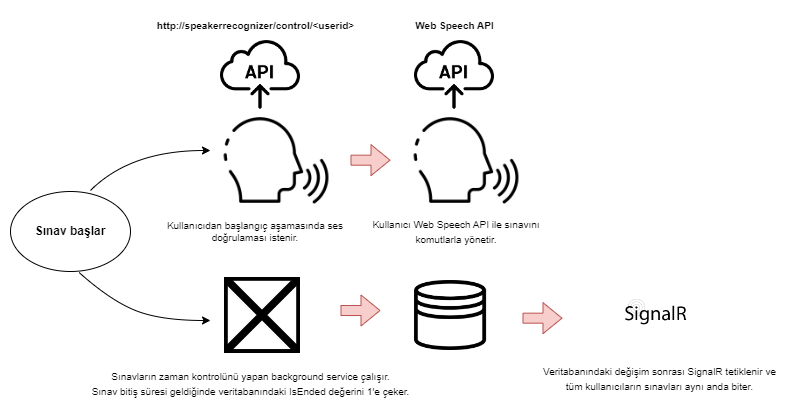 http://speakerrecognizer/control/<userid>
Web Speech API
API
API
Sınav başlar
Kullanıcıdan başlangıç aşamasında ses
doğrulaması istenir.
Kullanıcı Web Speech API ile sınavını
komutlarla yönetir.
SignalR
Sınavların zaman kontrolünü yapan background service çalışır.
Sınav bitiş süresi geldiğinde veritabanındaki IsEnded değerini 1'e çeker.
Veritabanındaki değişim sonrası SignalR tetiklenir ve
tüm kullanıcıların sınavları aynı anda biter.